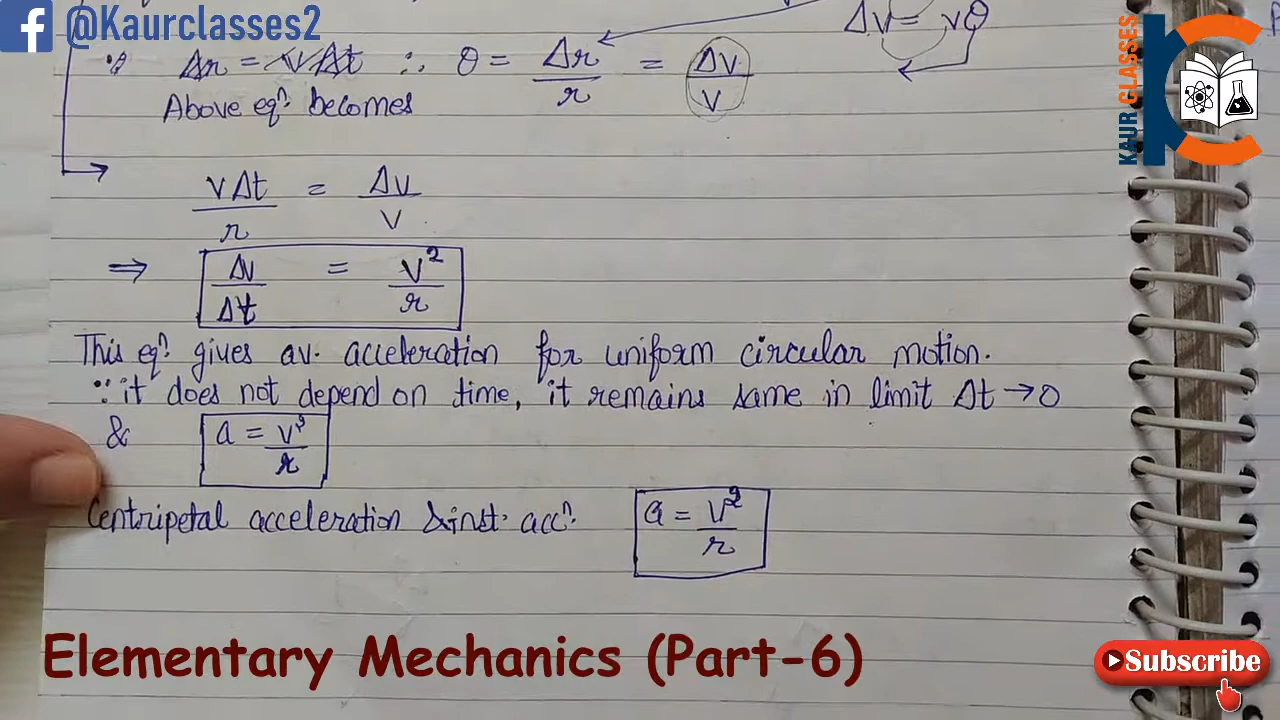 @Kaurclasses2
Δv = vθ
∵ Δr = vΔt ∴ θ = Δr/r = Δv/v
Above eqⁿ. becomes
vΔt/r = Δv/v
⇒ Δv/Δt = v²/r
This eqⁿ. gives av. acceleration for uniform circular motion.
∵ it does not depend on time, it remains same in limit Δt → 0
& a = v²/r
Centripetal acceleration & inst. accⁿ. a = v²/r
KAUR CLASSES
Elementary Mechanics (Part-6)
Subscribe